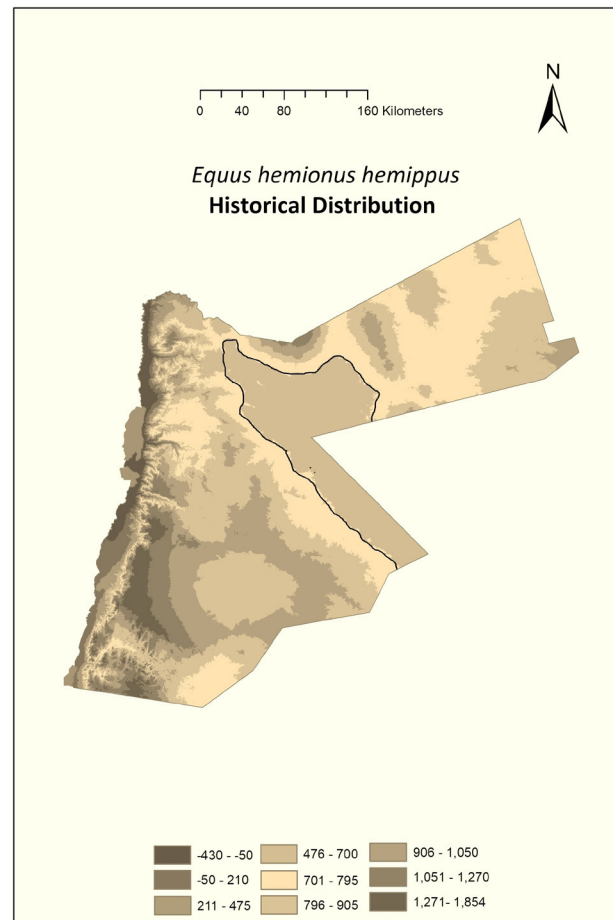 N
0 40 80 160 Kilometers
Equus hemionus hemippus
Historical Distribution
-430 - -50
476 - 700
906 - 1,050
-50 - 210
701 - 795
1,051 - 1,270
211 - 475
796 - 905
1,271 - 1,854